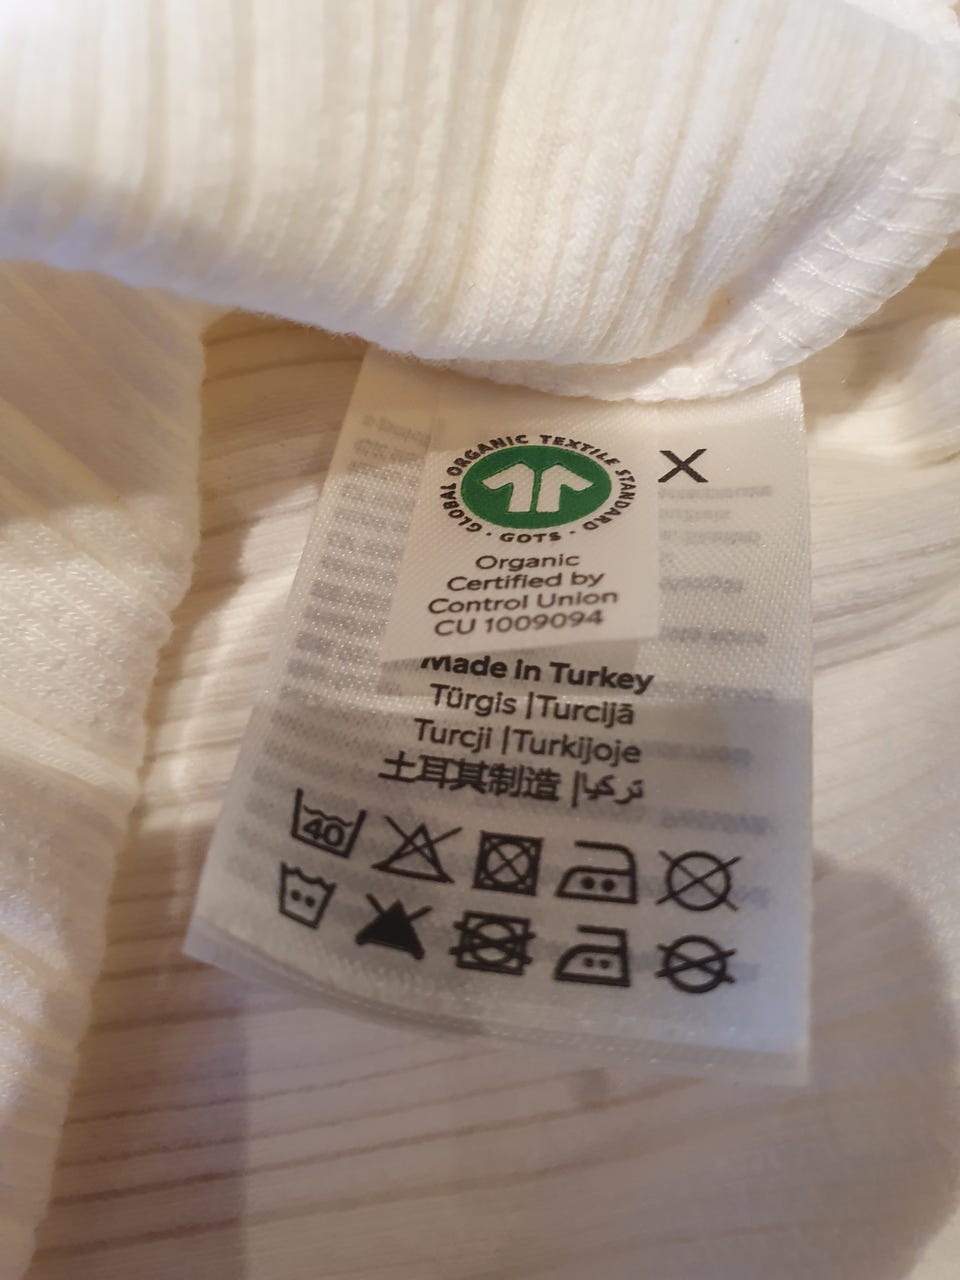 GLOBAL ORGANIC TEXTILE STANDARD · GOTS ·
X
Organic
Certified by
Control Union
CU 1009094
Made in Turkey
Türgis |Turcijā
Turcji |Turkijoje
土耳其制造 |تركيا
40